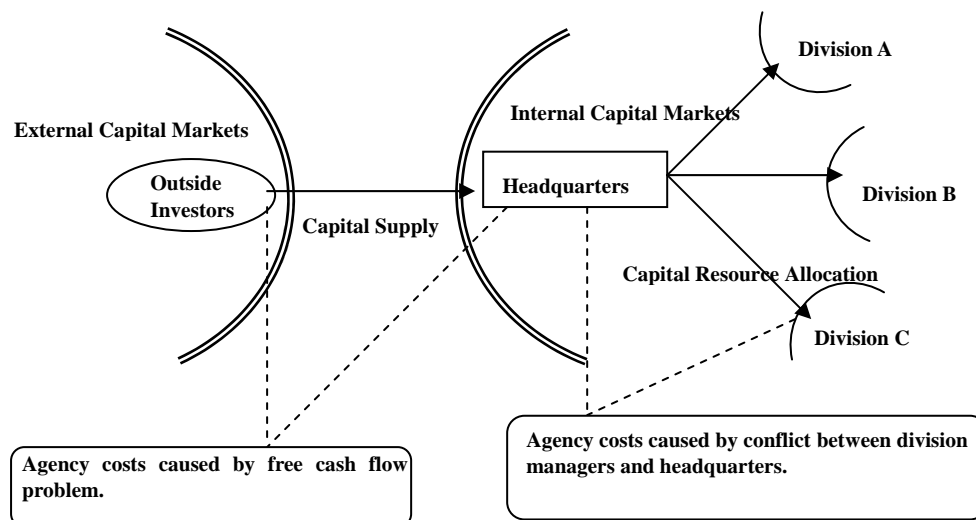 Division A
Internal Capital Markets
External Capital Markets
Outside
Investors
Headquarters
Division B
Capital Supply
Capital Resource Allocation
Division C
Agency costs caused by free cash flow
problem.
Agency costs caused by conflict between division
managers and headquarters.